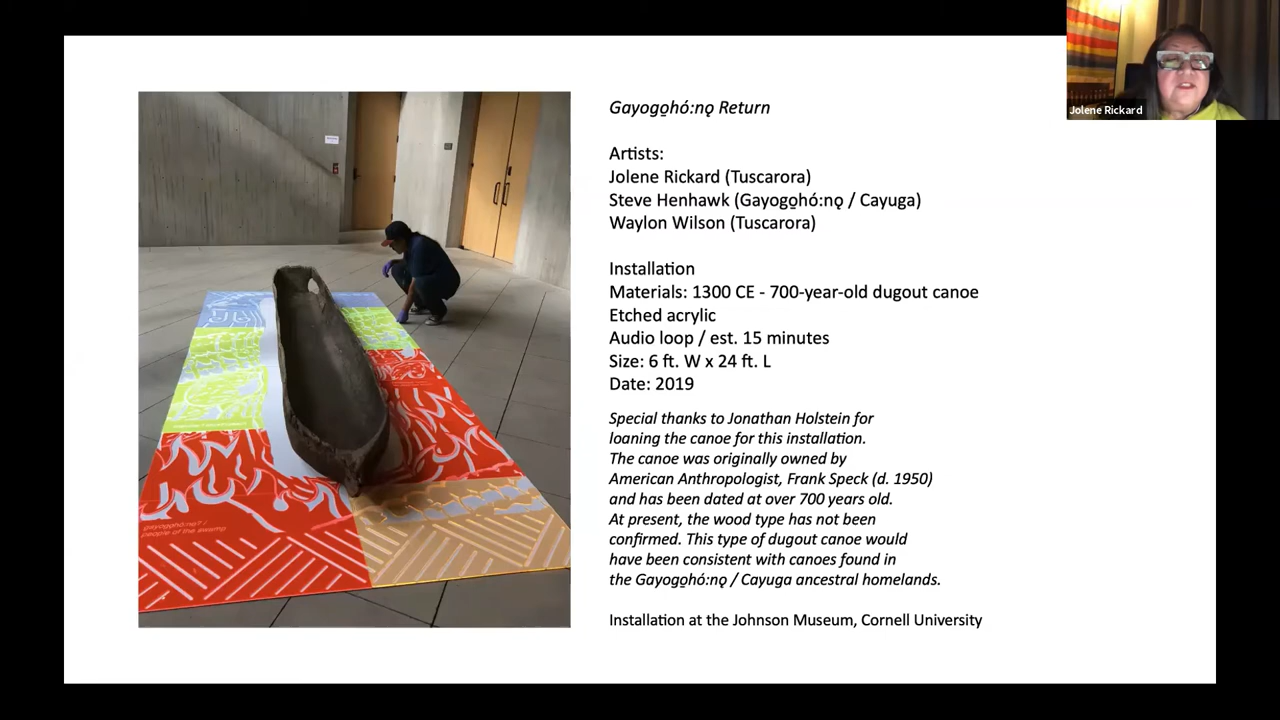 Gayogo̱hó:nǫ Return
Artists:
Jolene Rickard (Tuscarora)
Steve Henhawk (Gayogo̱hó:nǫ / Cayuga)
Waylon Wilson (Tuscarora)
Installation
Materials: 1300 CE - 700-year-old dugout canoe
Etched acrylic
Audio loop / est. 15 minutes
Size: 6 ft. W x 24 ft. L
Date: 2019
Special thanks to Jonathan Holstein for
loaning the canoe for this installation.
The canoe was originally owned by
American Anthropologist, Frank Speck (d. 1950)
and has been dated at over 700 years old.
At present, the wood type has not been
confirmed. This type of dugout canoe would
have been consistent with canoes found in
the Gayogo̱hó:nǫ / Cayuga ancestral homelands.
Installation at the Johnson Museum, Cornell University
Jolene Rickard
people of the swamp